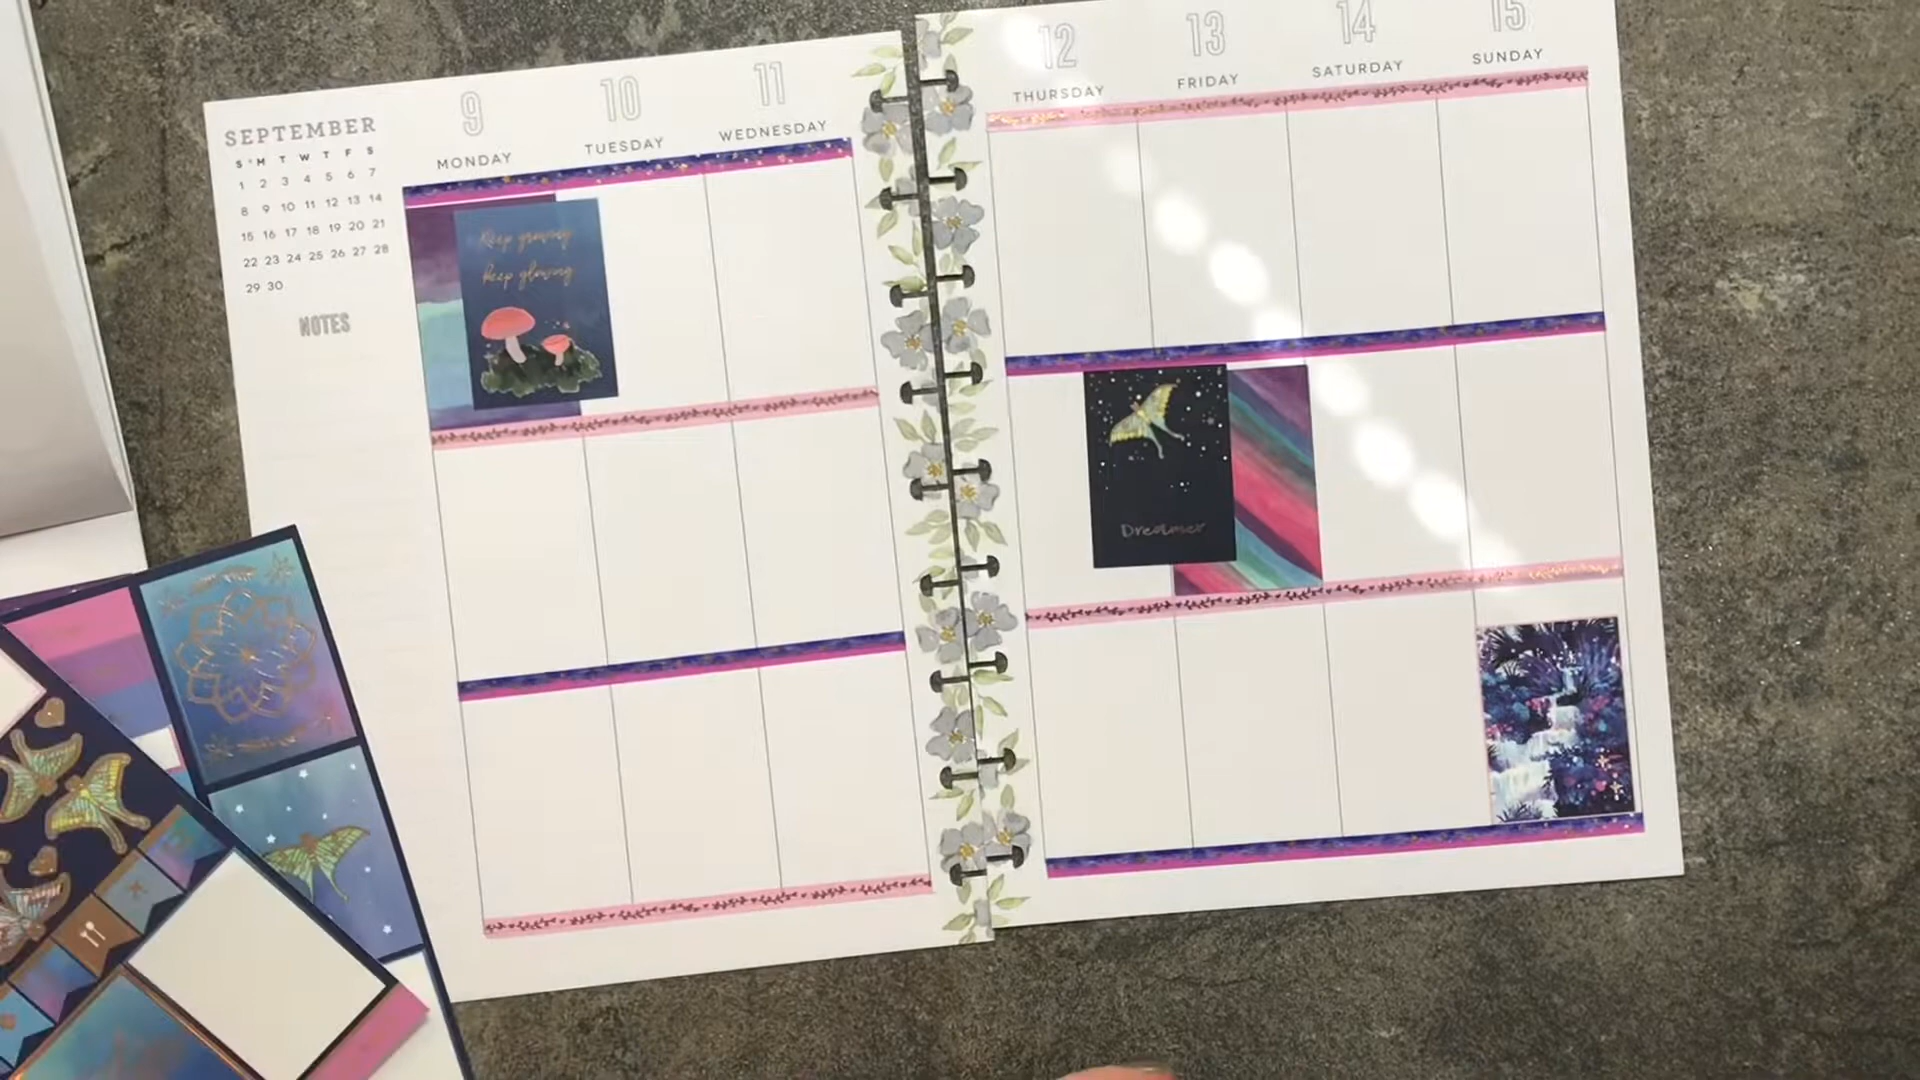 SEPTEMBER
S M T W T F S
1 2 3 4 5 6 7
8 9 10 11 12 13 14
15 16 17 18 19 20 21
22 23 24 25 26 27 28
29 30
NOTES
9
MONDAY
10
TUESDAY
11
WEDNESDAY
12
THURSDAY
13
FRIDAY
14
SATURDAY
15
SUNDAY
Keep growing
Keep glowing
Dreamer